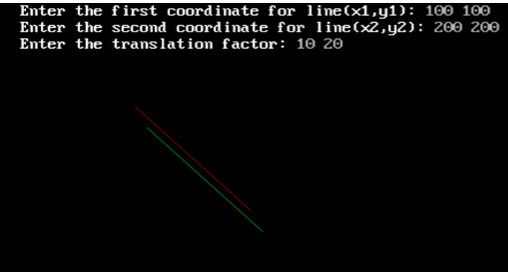 Enter the first coordinate for line(x1,y1): 100 100
Enter the second coordinate for line(x2,y2): 200 200
Enter the translation factor: 10 20